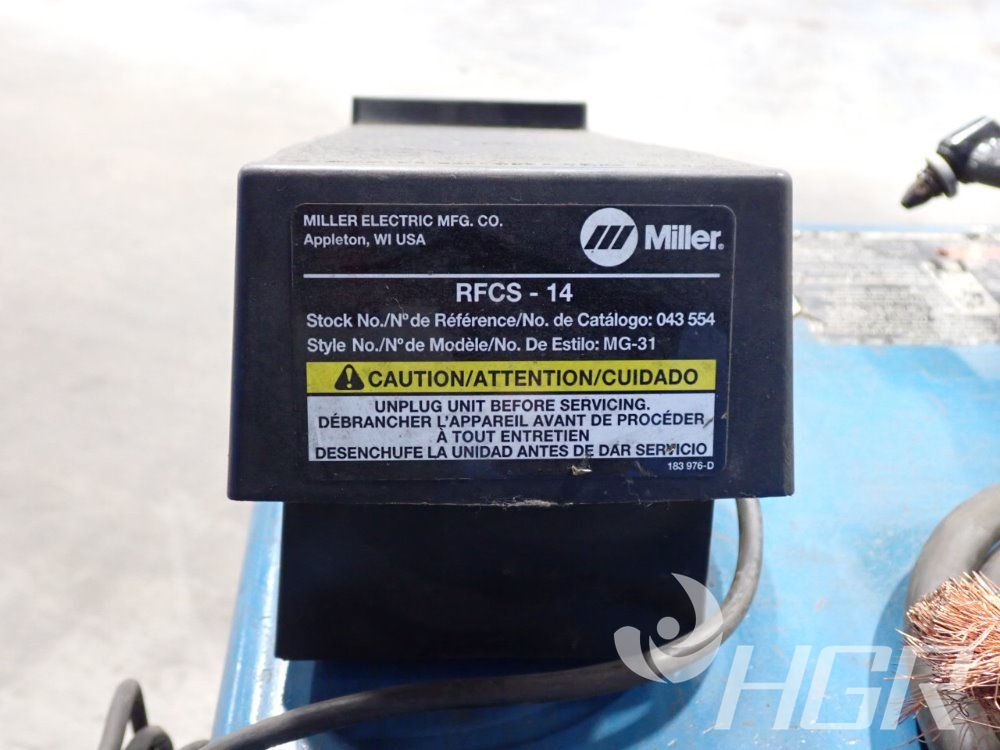 MILLER ELECTRIC MFG. CO.
Appleton, WI USA
Miller®
RFCS - 14
Stock No./N° de Référence/No. de Catálogo: 043 554
Style No./N° de Modèle/No. De Estilo: MG-31
CAUTION/ATTENTION/CUIDADO
UNPLUG UNIT BEFORE SERVICING.
DÉBRANCHER L'APPAREIL AVANT DE PROCÉDER
À TOUT ENTRETIEN
DESENCHUFE LA UNIDAD ANTES DE DAR SERVICIO
183 976-D
HGR